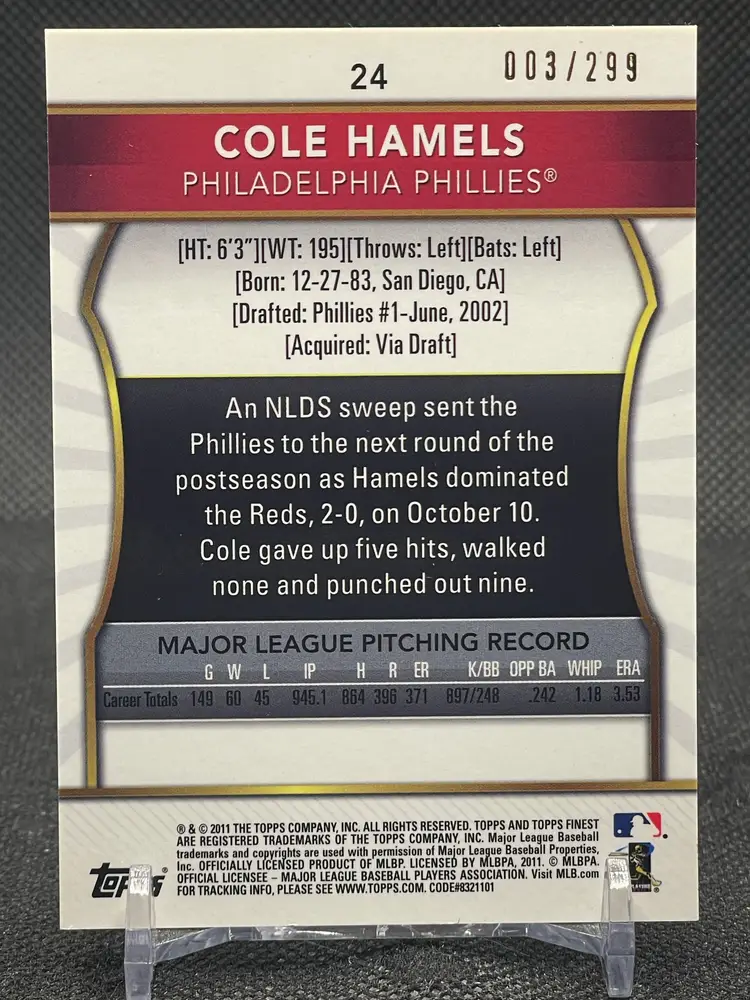 24
003/299
COLE HAMELS
PHILADELPHIA PHILLIES®
[HT: 6'3"][WT: 195][Throws: Left][Bats: Left]
[Born: 12-27-83, San Diego, CA]
[Drafted: Phillies #1-June, 2002]
[Acquired: Via Draft]
An NLDS sweep sent the
Phillies to the next round of the
postseason as Hamels dominated
the Reds, 2-0, on October 10.
Cole gave up five hits, walked
none and punched out nine.
MAJOR LEAGUE PITCHING RECORD
G W L IP H R ER K/BB OPP BA WHIP ERA
Career Totals 149 60 45 945.1 864 396 371 897/248 .242 1.18 3.53
® & © 2011 THE TOPPS COMPANY, INC. ALL RIGHTS RESERVED. TOPPS AND TOPPS FINEST
ARE REGISTERED TRADEMARKS OF THE TOPPS COMPANY, INC. Major League Baseball
trademarks and copyrights are used with permission of Major League Baseball Properties,
Inc. OFFICIALLY LICENSED PRODUCT OF MLBP. LICENSED BY MLBPA, 2011. © MLBPA.
OFFICIAL LICENSEE – MAJOR LEAGUE BASEBALL PLAYERS ASSOCIATION. Visit MLB.com
FOR TRACKING INFO, PLEASE SEE WWW.TOPPS.COM. CODE#8321101
TOPPS